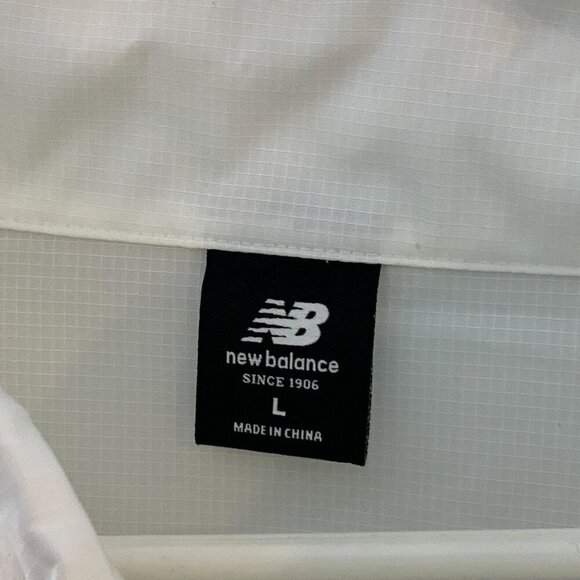 NB
new balance
SINCE 1906
L
MADE IN CHINA